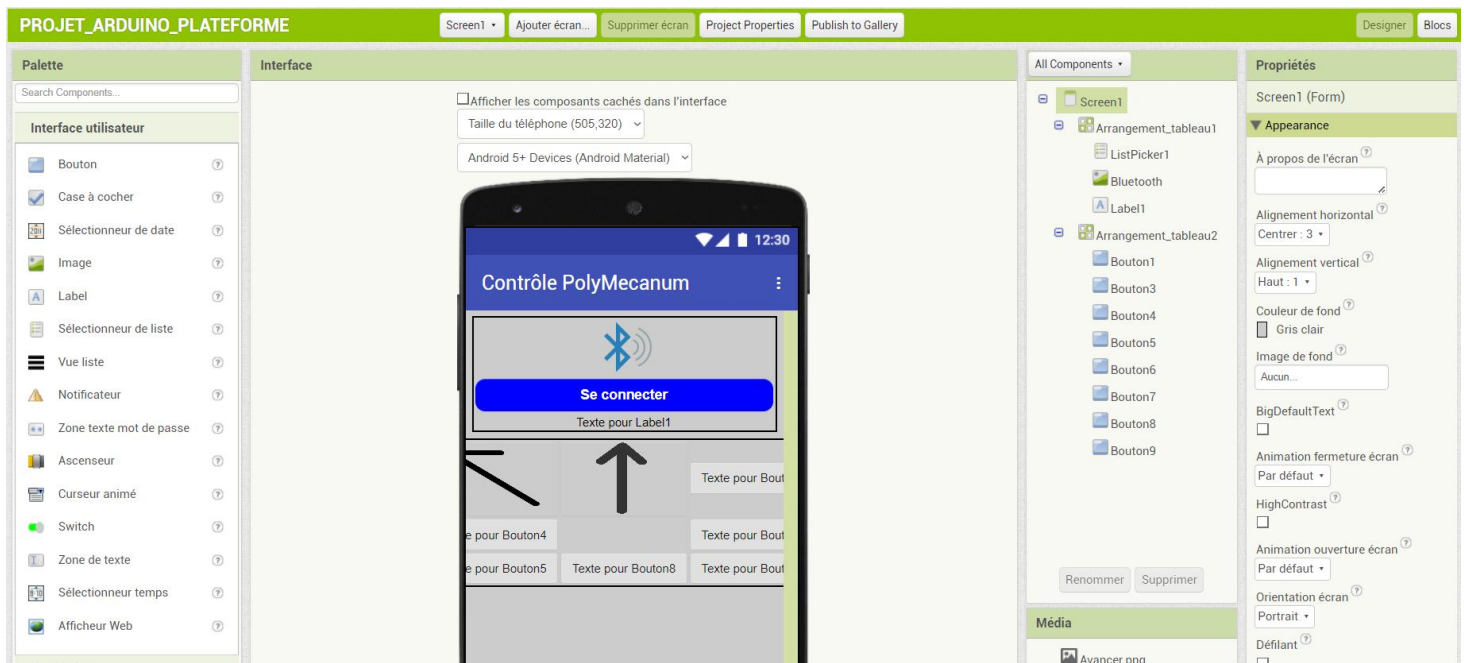 PROJET_ARDUINO_PLATEFORME
Screen1
Ajouter écran...
Supprimer écran
Project Properties
Publish to Gallery
Designer
Blocs
Palette
Search Components...
Interface utilisateur
Bouton
Case à cocher
Sélectionneur de date
Image
Label
Sélectionneur de liste
Vue liste
Notificateur
Zone texte mot de passe
Ascenseur
Curseur animé
Switch
Zone de texte
Sélectionneur temps
Afficheur Web
Interface
Afficher les composants cachés dans l'interface
Taille du téléphone (505,320)
Android 5+ Devices (Android Material)
12:30
Contrôle PolyMecanum
Se connecter
Texte pour Label1
Texte pour Bout
e pour Bouton4
Texte pour Bout
e pour Bouton5
Texte pour Bouton8
Texte pour Bout
All Components
Screen1
Arrangement_tableau1
ListPicker1
Bluetooth
Label1
Arrangement_tableau2
Bouton1
Bouton3
Bouton4
Bouton5
Bouton6
Bouton7
Bouton8
Bouton9
Renommer
Supprimer
Média
Avancer.png
Propriétés
Screen1 (Form)
Appearance
À propos de l'écran
Alignement horizontal
Centrer : 3
Alignement vertical
Haut : 1
Couleur de fond
Gris clair
Image de fond
Aucun...
BigDefaultText
Animation fermeture écran
Par défaut
HighContrast
Animation ouverture écran
Par défaut
Orientation écran
Portrait
Défilant